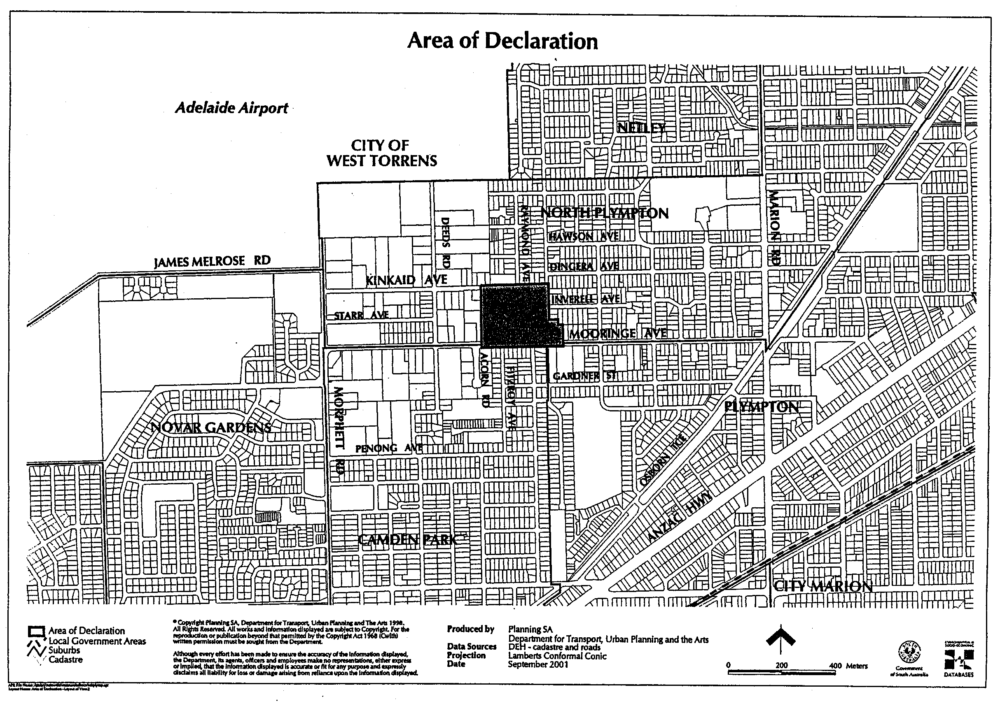 Area of Declaration
Adelaide Airport
CITY OF
WEST TORRENS
NETLEY
NORTH PLYMPTON
MARION RD
RAYMOND AVE
DEEDS RD
HAWSON AVE
JAMES MELROSE RD
DINGERA AVE
KINKAID AVE
INVERELL AVE
STARR AVE
MOORINGE AVE
ACORN RD
FITZROY AVE
GARDNER ST
MORPHETT RD
PLYMPTON
NOVAR GARDENS
PENONG AVE
OSBORN TCE
ANZAC HWY
CAMDEN PARK
CITY MARION
Area of Declaration
Local Government Areas
Suburbs
Cadastre
© Copyright Planning SA, Department for Transport, Urban Planning and The Arts 1998.
All Rights Reserved. All works and information displayed are subject to Copyright. For the
reproduction or publication beyond that permitted by the Copyright Act 1968 (Cwlth)
written permission must be sought from the Department.
Although every effort has been made to ensure the accuracy of the information displayed,
the Department, its agents, officers and employees make no representations, either express
or implied, that the information displayed is accurate or fit for any purpose and expressly
disclaims all liability for loss or damage arising from reliance upon the information displayed.
Produced by Planning SA
Department for Transport, Urban Planning and the Arts
Data Sources DEH - cadastre and roads
Projection Lamberts Conformal Conic
Date September 2001
0 200 400 Meters
Government
of South Australia
SOCIO-ECONOMIC
DATABASES